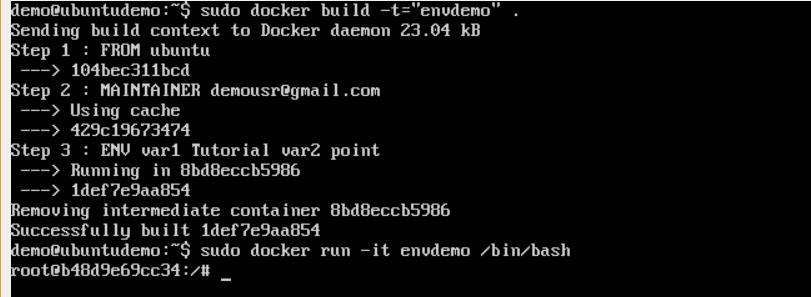 demo@ubuntudemo:~$ sudo docker build -t="envdemo" .
Sending build context to Docker daemon 23.04 kB
Step 1 : FROM ubuntu
 ---> 104bec311bcd
Step 2 : MAINTAINER demousr@gmail.com
 ---> Using cache
 ---> 429c19673474
Step 3 : ENV var1 Tutorial var2 point
 ---> Running in 8bd8eccb5986
 ---> 1def7e9aa854
Removing intermediate container 8bd8eccb5986
Successfully built 1def7e9aa854
demo@ubuntudemo:~$ sudo docker run -it envdemo /bin/bash
root@b48d9e69cc34:/# _